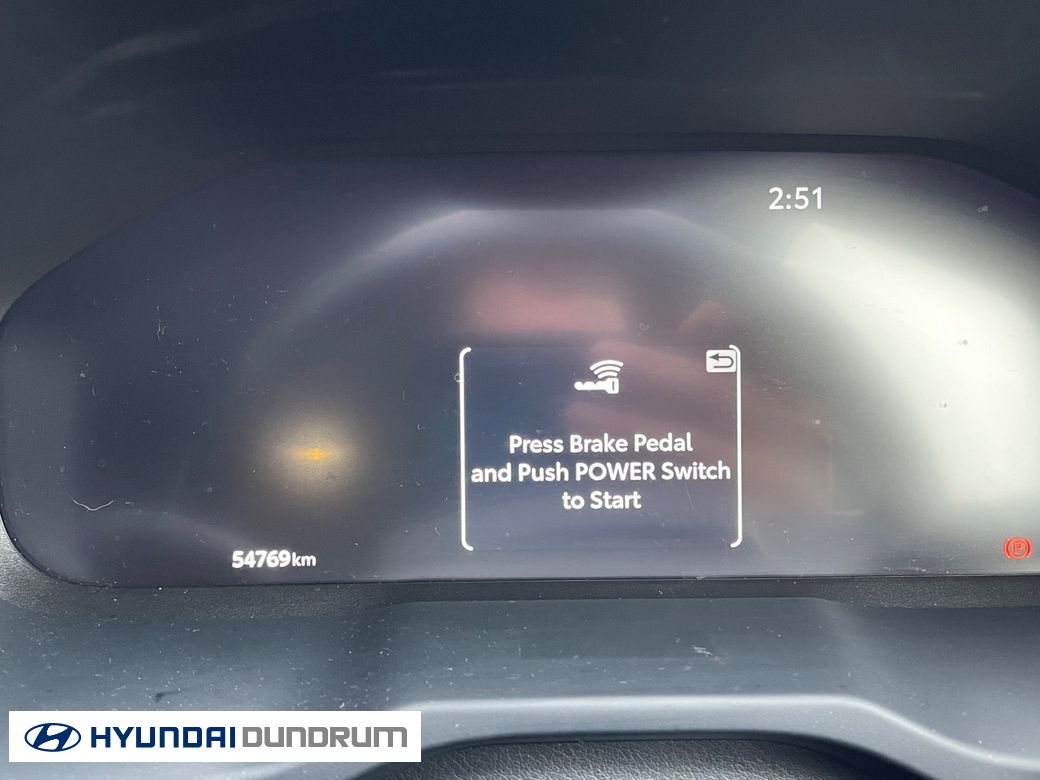 2:51
Press Brake Pedal
and Push POWER Switch
to Start
54769km
P
HYUNDAI DUNDRUM